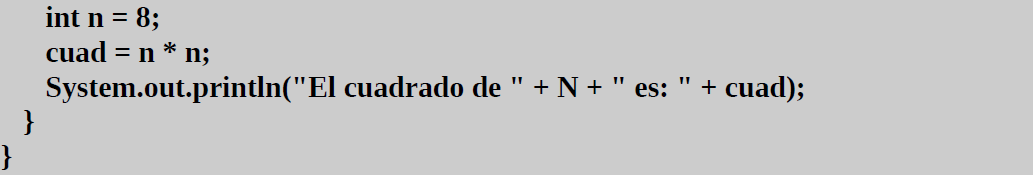 int n = 8;
cuad = n * n;
System.out.println("El cuadrado de " + N + " es: " + cuad);
}
}